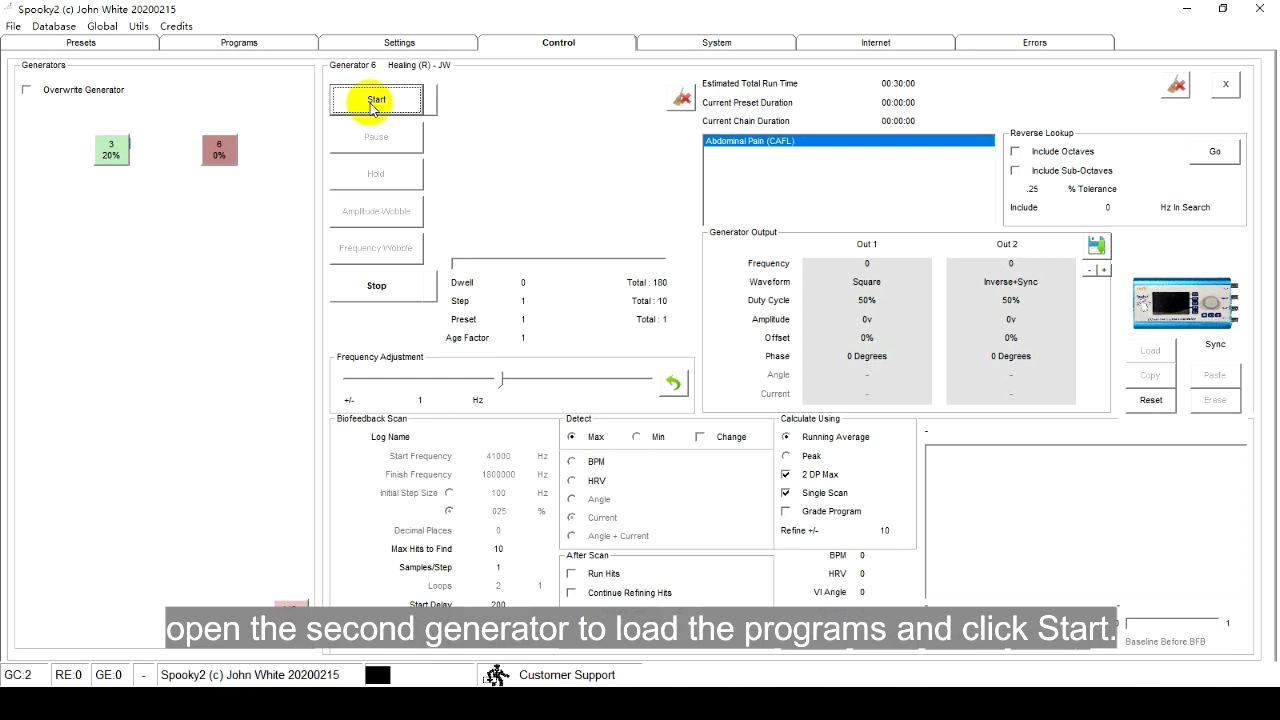 Spooky2 (c) John White 20200215
File Database Global Utils Credits
Presets Programs Settings Control System Internet Errors
Generators
Overwrite Generator
3
20%
6
0%
Generator 6 Healing (R) - JW
Start
Pause
Hold
Amplitude Wobble
Frequency Wobble
Stop
Dwell 0 Total : 180
Step 1 Total : 10
Preset 1 Total : 1
Age Factor 1
Estimated Total Run Time 00:30:00
Current Preset Duration 00:00:00
Current Chain Duration 00:00:00
X
Abdominal Pain (CAFL)
Reverse Lookup
Include Octaves
Go
Include Sub-Octaves
.25 % Tolerance
Include 0 Hz In Search
Generator Output
Out 1 Out 2
Frequency 0 0
Waveform Square Inverse+Sync
Duty Cycle 50% 50%
Amplitude 0v 0v
Offset 0% 0%
Phase 0 Degrees 0 Degrees
Angle - -
Current - -
- +
Sync
Load
Copy Paste
Reset Erase
Frequency Adjustment
+/- 1 Hz
Biofeedback Scan
Log Name
Start Frequency 41000 Hz
Finish Frequency 1800000 Hz
Initial Step Size 100 Hz
025 %
Decimal Places 0
Max Hits to Find 10
Samples/Step 1
Loops 2 1
Start Delay 200
Detect
Max Min Change
BPM
HRV
Angle
Current
Angle + Current
After Scan
Run Hits
Continue Refining Hits
Calculate Using
Running Average
Peak
2 DP Max
Single Scan
Grade Program
Refine +/- 10
BPM 0
HRV 0
VI Angle 0
-
1
Baseline Before BFB
open the second generator to load the programs and click Start.
GC:2 RE:0 GE:0 - Spooky2 (c) John White 20200215 Customer Support